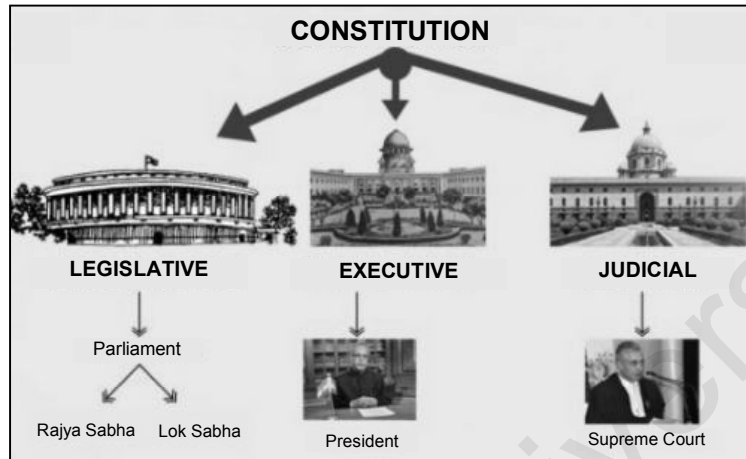 CONSTITUTION
LEGISLATIVE
EXECUTIVE
JUDICIAL
Parliament
Rajya Sabha
Lok Sabha
President
Supreme Court